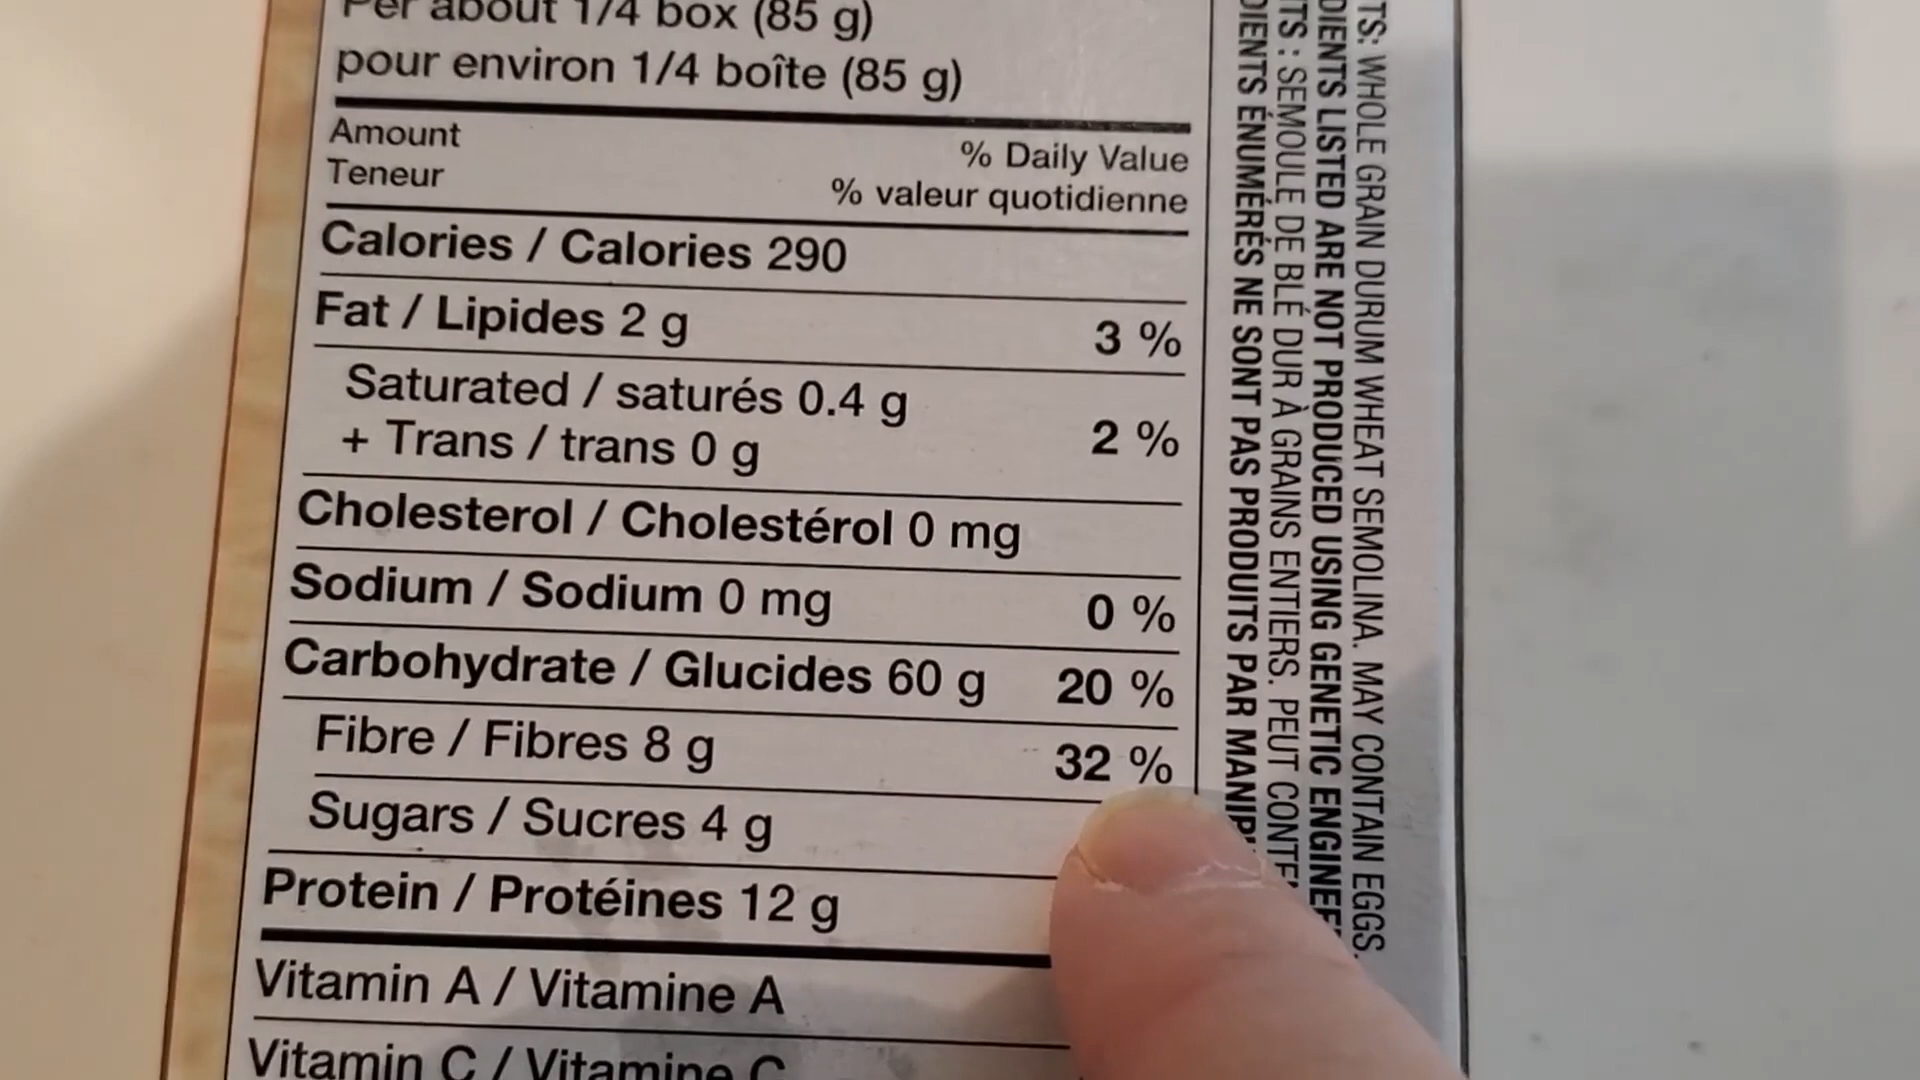 Per about 1/4 box (85 g)
pour environ 1/4 boîte (85 g)
Amount
Teneur
% Daily Value
% valeur quotidienne
Calories / Calories 290
Fat / Lipides 2 g 3 %
Saturated / saturés 0.4 g
+ Trans / trans 0 g
2 %
Cholesterol / Cholestérol 0 mg
Sodium / Sodium 0 mg 0 %
Carbohydrate / Glucides 60 g 20 %
Fibre / Fibres 8 g 32 %
Sugars / Sucres 4 g
Protein / Protéines 12 g
Vitamin A / Vitamine A
Vitamin C / Vitamine C
WHOLE GRAIN DURUM WHEAT SEMOLINA. MAY CONTAIN EGGS.
LISTED ARE NOT PRODUCED USING GENETIC
: SEMOULE DE BLÉ DUR À GRAINS ENTIERS. PEUT
ÉNUMÉRÉS NE SONT PAS PRODUITS PAR